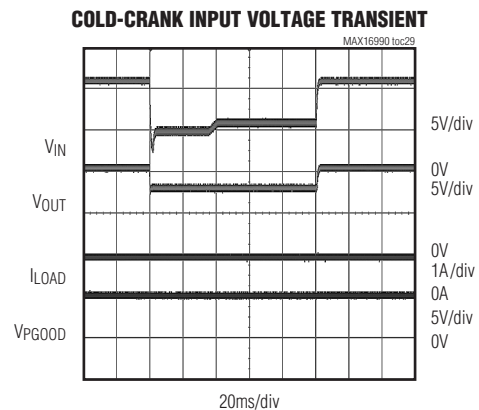 COLD-CRANK INPUT VOLTAGE TRANSIENT
MAX16990 toc29
VIN
5V/div
0V
VOUT
5V/div
0V
ILOAD
1A/div
0A
VPGOOD
5V/div
0V
20ms/div